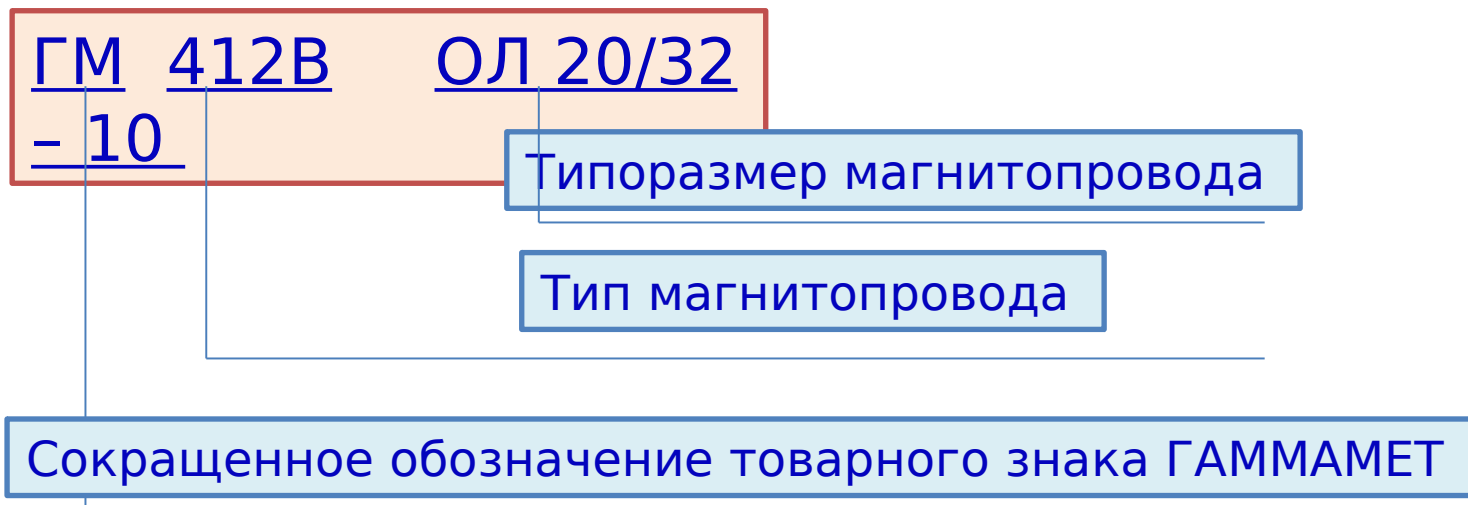 ГМ 412В ОЛ 20/32
– 10
Типоразмер магнитопровода
Тип магнитопровода
Сокращенное обозначение товарного знака ГАММАМЕТ